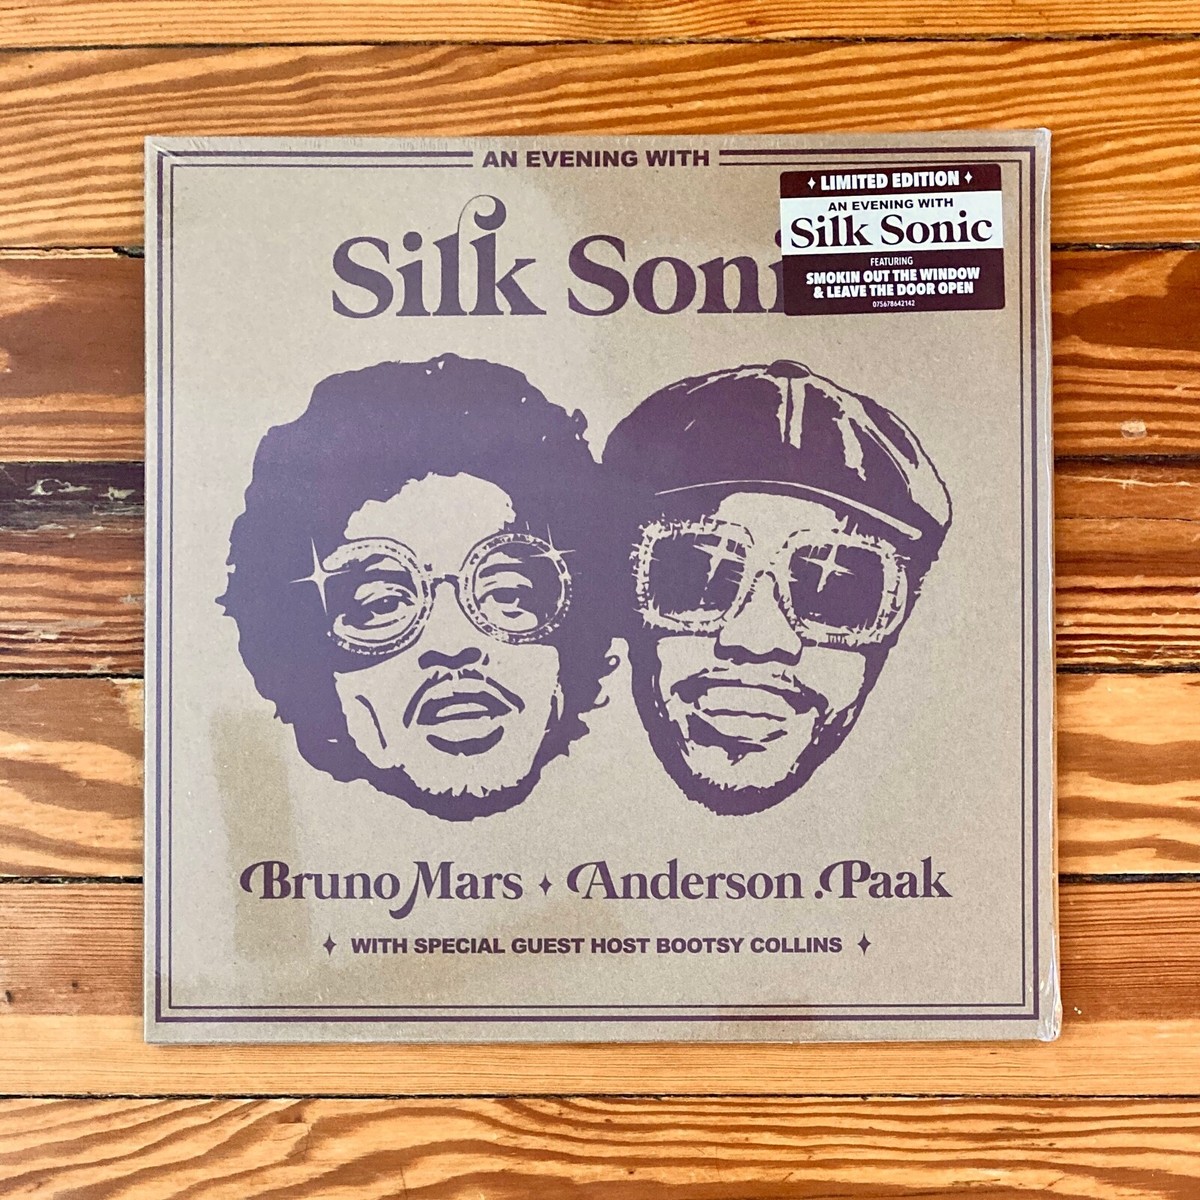 AN EVENING WITH
Silk Soni
LIMITED EDITION
AN EVENING WITH
Silk Sonic
FEATURING
SMOKIN OUT THE WINDOW
& LEAVE THE DOOR OPEN
075678642142
Bruno Mars Anderson .Paak
WITH SPECIAL GUEST HOST BOOTSY COLLINS